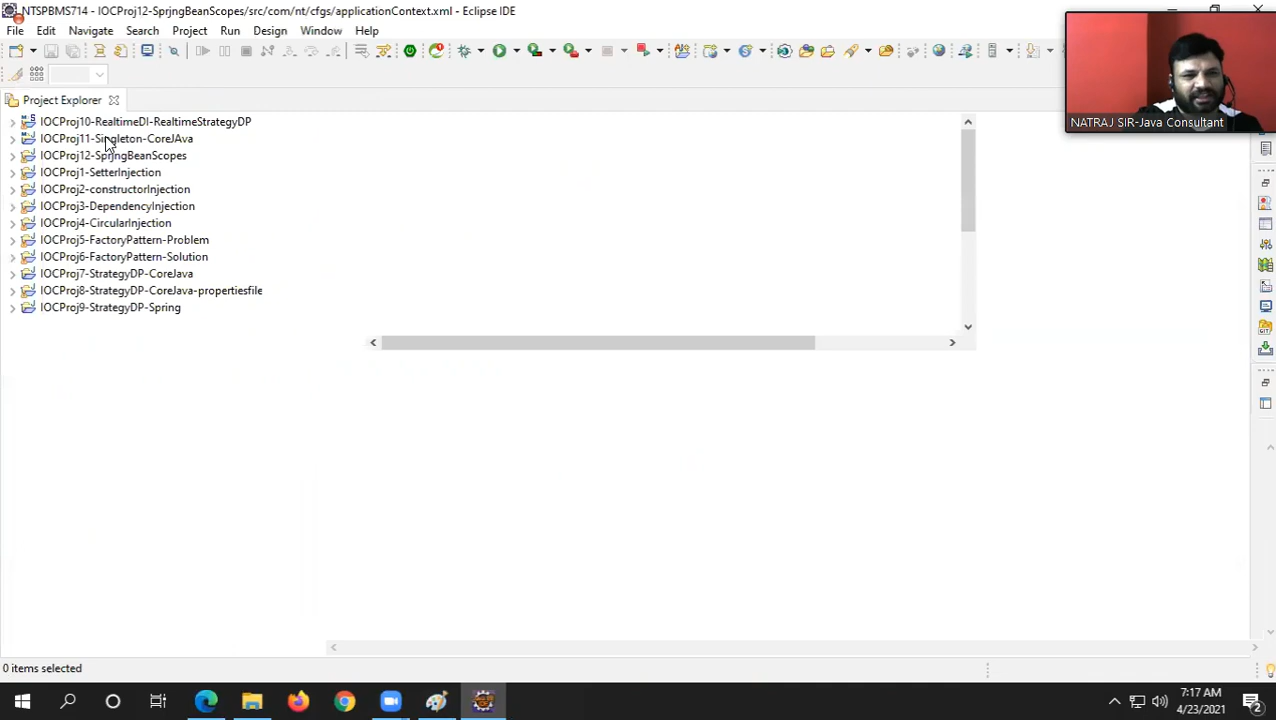 NTSPBMS714 - IOCProj12-SprjngBeanScopes/src/com/nt/cfgs/applicationContext.xml - Eclipse IDE
File Edit Navigate Search Project Run Design Window Help
NATRAJ SIR-Java Consultant
Project Explorer
IOCProj10-RealtimeDI-RealtimeStrategyDP
IOCProj11-Singleton-CoreJAva
IOCProj12-SprjngBeanScopes
IOCProj1-SetterInjection
IOCProj2-constructorInjection
IOCProj3-DependencyInjection
IOCProj4-CircularInjection
IOCProj5-FactoryPattern-Problem
IOCProj6-FactoryPattern-Solution
IOCProj7-StrategyDP-CoreJava
IOCProj8-StrategyDP-CoreJava-propertiesfile
IOCProj9-StrategyDP-Spring
0 items selected
7:17 AM
4/23/2021
2